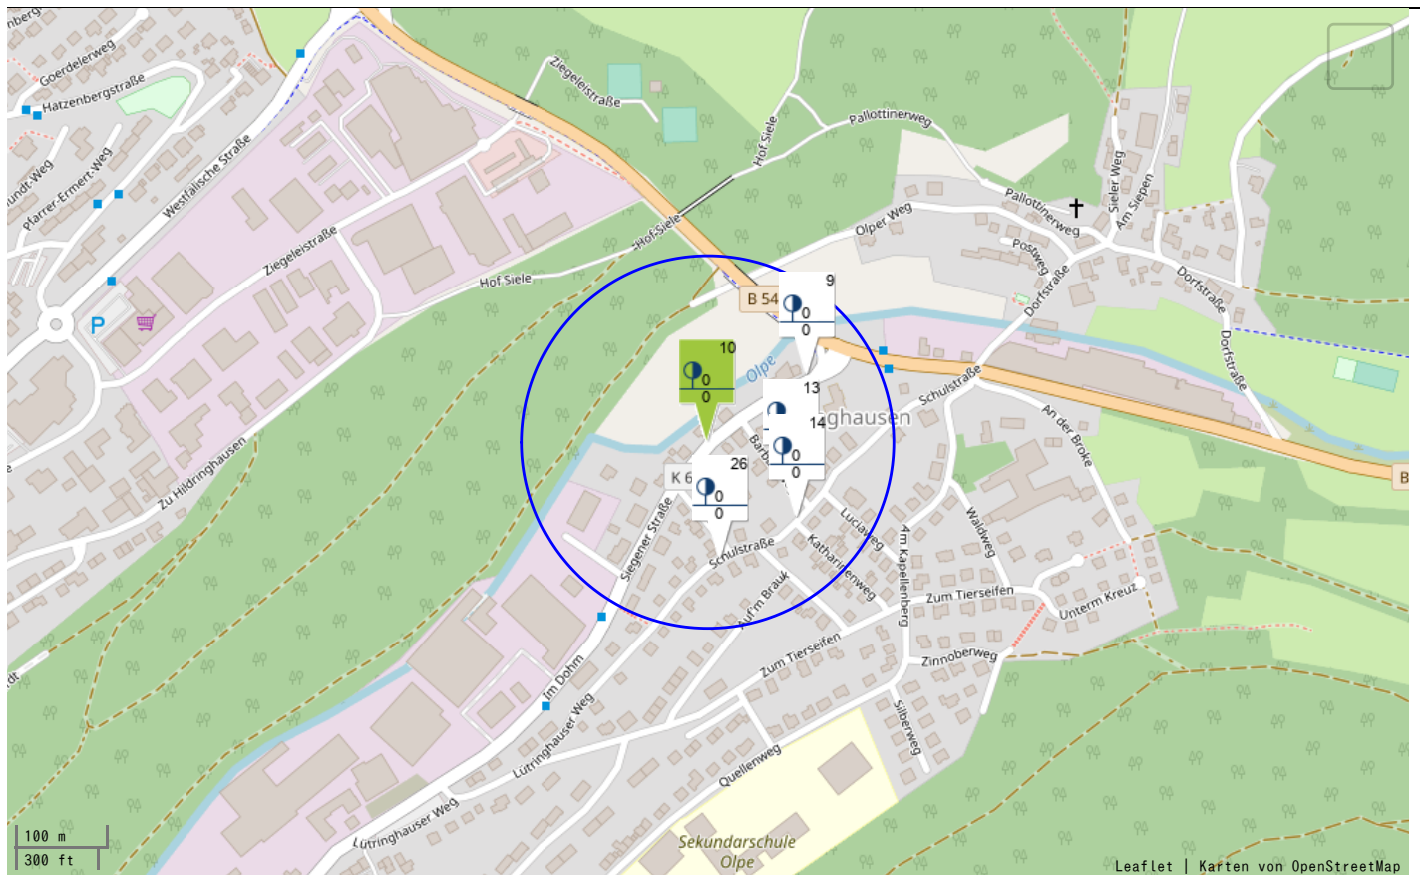 Goerdelerweg
Hatzenbergstraße
Pfarrer-Ermert-Weg
Westfälische Straße
Ziegeleistraße
Ziegeleistraße
Hof Siele
Hof-Siele
Hof Siele
Pallottinerweg
Pallottinerweg
Sieler Weg
Am Siepen
Olper Weg
Postweg
Dorfstraße
Dorfstraße
Dorfstraße
P
B 54
9
0
0
10
0
0
Olpe
13
14
0
0
26
0
0
K 6
ghausen
Schulstraße
An der Broke
B
Zu Hildringhausen
Siegener Straße
Schulstraße
Luciaweg
Katharinenweg
Am Kapellenberg
Waldweg
Auf'm Brauk
Zum Tierseifen
Zum Tierseifen
Unterm Kreuz
Zinnoberweg
Silberweg
Im Dohm
Lütringhauser Weg
Lütringhauser Weg
Quellenweg
Sekundarschule
Olpe
100 m
300 ft
Leaflet | Karten von OpenStreetMap